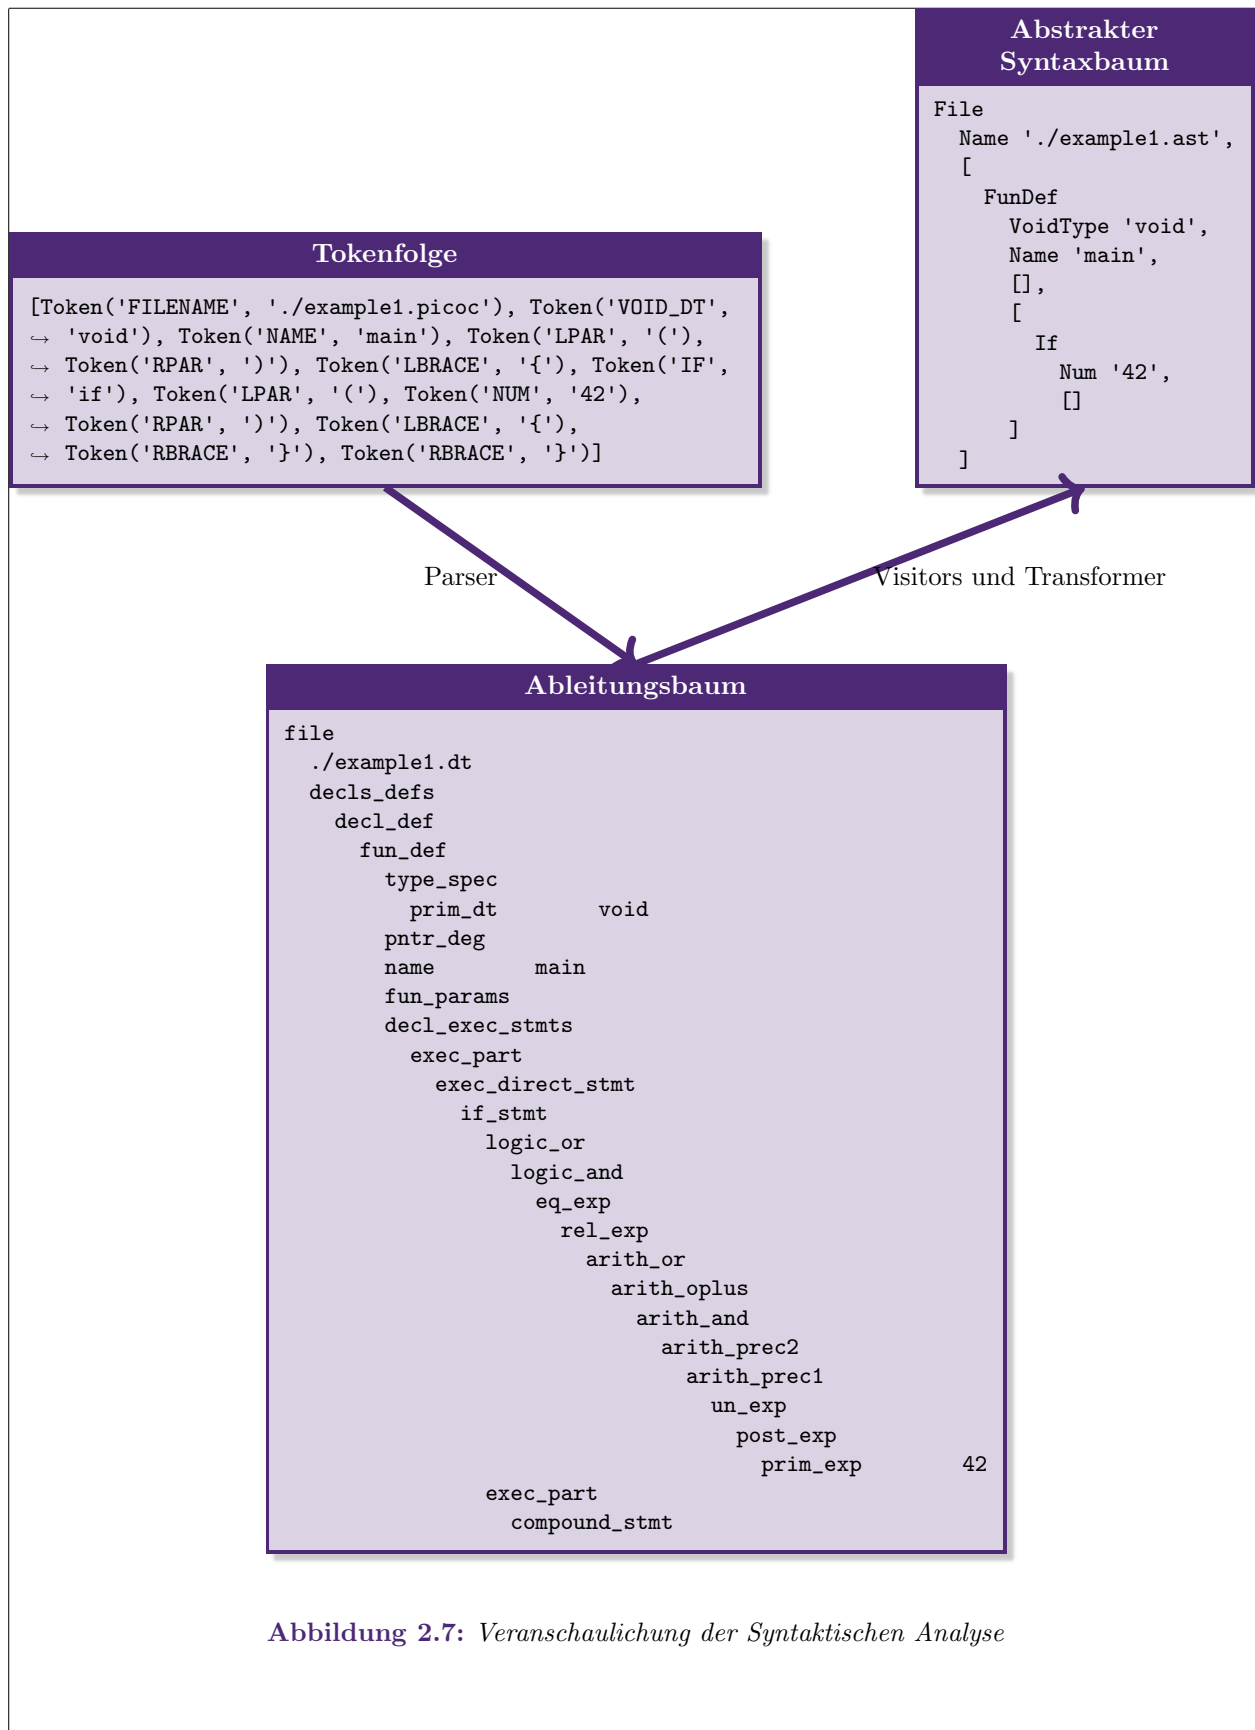 Abstrakter
Syntaxbaum
File
  Name './example1.ast',
  [
    FunDef
      VoidType 'void',
      Name 'main',
      [],
      [
        If
          Num '42',
          []
      ]
  ]
Tokenfolge
[Token('FILENAME', './example1.picoc'), Token('VOID_DT',
↪ 'void'), Token('NAME', 'main'), Token('LPAR', '('),
↪ Token('RPAR', ')'), Token('LBRACE', '{'), Token('IF',
↪ 'if'), Token('LPAR', '('), Token('NUM', '42'),
↪ Token('RPAR', ')'), Token('LBRACE', '{'),
↪ Token('RBRACE', '}'), Token('RBRACE', '}')]
Parser
Visitors und Transformer
Ableitungsbaum
file
  ./example1.dt
  decls_defs
    decl_def
      fun_def
        type_spec
          prim_dt        void
        pntr_deg
        name        main
        fun_params
        decl_exec_stmts
          exec_part
            exec_direct_stmt
              if_stmt
                logic_or
                  logic_and
                    eq_exp
                      rel_exp
                        arith_or
                          arith_oplus
                            arith_and
                              arith_prec2
                                arith_prec1
                                  un_exp
                                    post_exp
                                      prim_exp        42
                exec_part
                  compound_stmt
Abbildung 2.7: Veranschaulichung der Syntaktischen Analyse